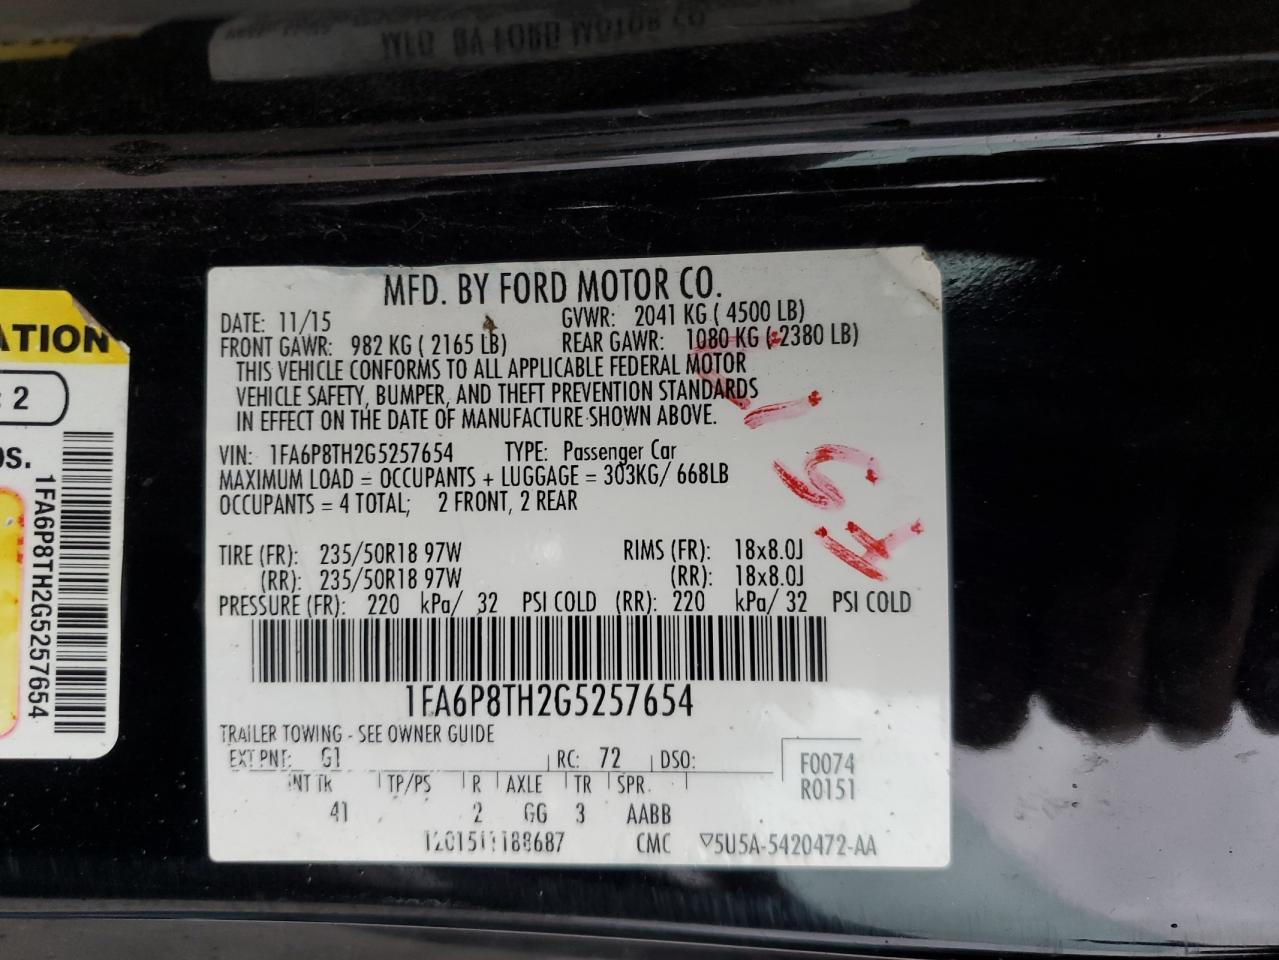 MFD. BY FORD MOTOR CO.
DATE: 11/15 GVWR: 2041 KG ( 4500 LB)
FRONT GAWR: 982 KG ( 2165 LB) REAR GAWR: 1080 KG ( 2380 LB)
THIS VEHICLE CONFORMS TO ALL APPLICABLE FEDERAL MOTOR
VEHICLE SAFETY, BUMPER, AND THEFT PREVENTION STANDARDS
IN EFFECT ON THE DATE OF MANUFACTURE SHOWN ABOVE.
VIN: 1FA6P8TH2G5257654 TYPE: Passenger Car
MAXIMUM LOAD = OCCUPANTS + LUGGAGE = 303KG/ 668LB
OCCUPANTS = 4 TOTAL; 2 FRONT, 2 REAR
TIRE (FR): 235/50R18 97W RIMS (FR): 18x8.0J
(RR): 235/50R18 97W (RR): 18x8.0J
PRESSURE (FR): 220 kPa/ 32 PSI COLD (RR): 220 kPa/ 32 PSI COLD
1FA6P8TH2G5257654
TRAILER TOWING - SEE OWNER GUIDE
EXT PNT: G1 RC: 72 DSO: F0074
INT TR TP/PS R AXLE TR SPR R0151
41 2 GG 3 AABB
CMC ▽5U5A-5420472-AA
ATION
: 2
OS.
1FA6P8TH2G5257654